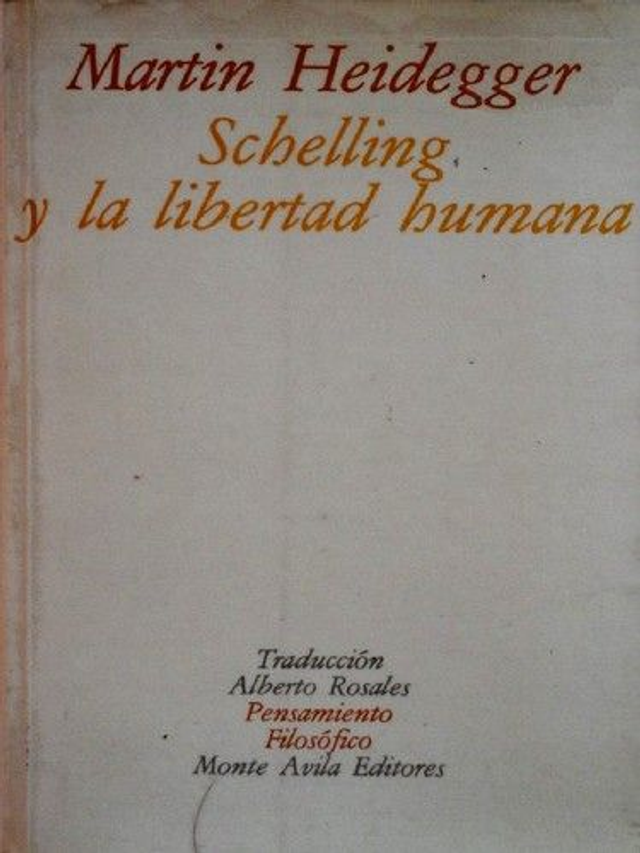 Martin Heidegger
Schelling
y la libertad humana
Traducción
Alberto Rosales
Pensamiento
Filosófico
Monte Avila Editores